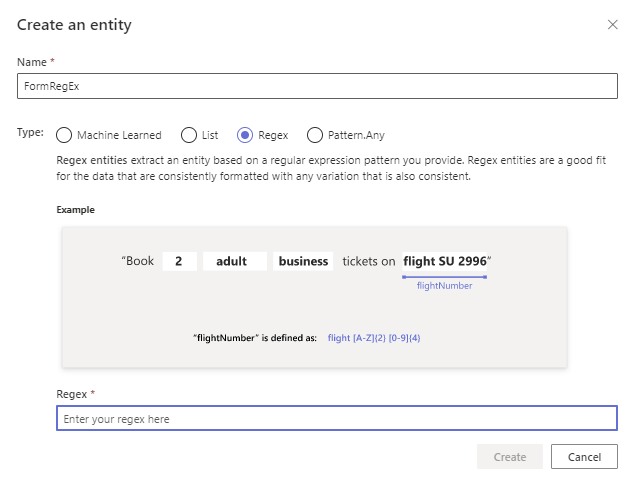 Create an entity
Name *
FormRegEx
Type: Machine Learned List Regex Pattern.Any
Regex entities extract an entity based on a regular expression pattern you provide. Regex entities are a good fit
for the data that are consistently formatted with any variation that is also consistent.
Example
“Book 2 adult business tickets on flight SU 2996”
flightNumber
“flightNumber” is defined as: flight [A-Z]{2} [0-9]{4}
Regex *
Enter your regex here
Create Cancel